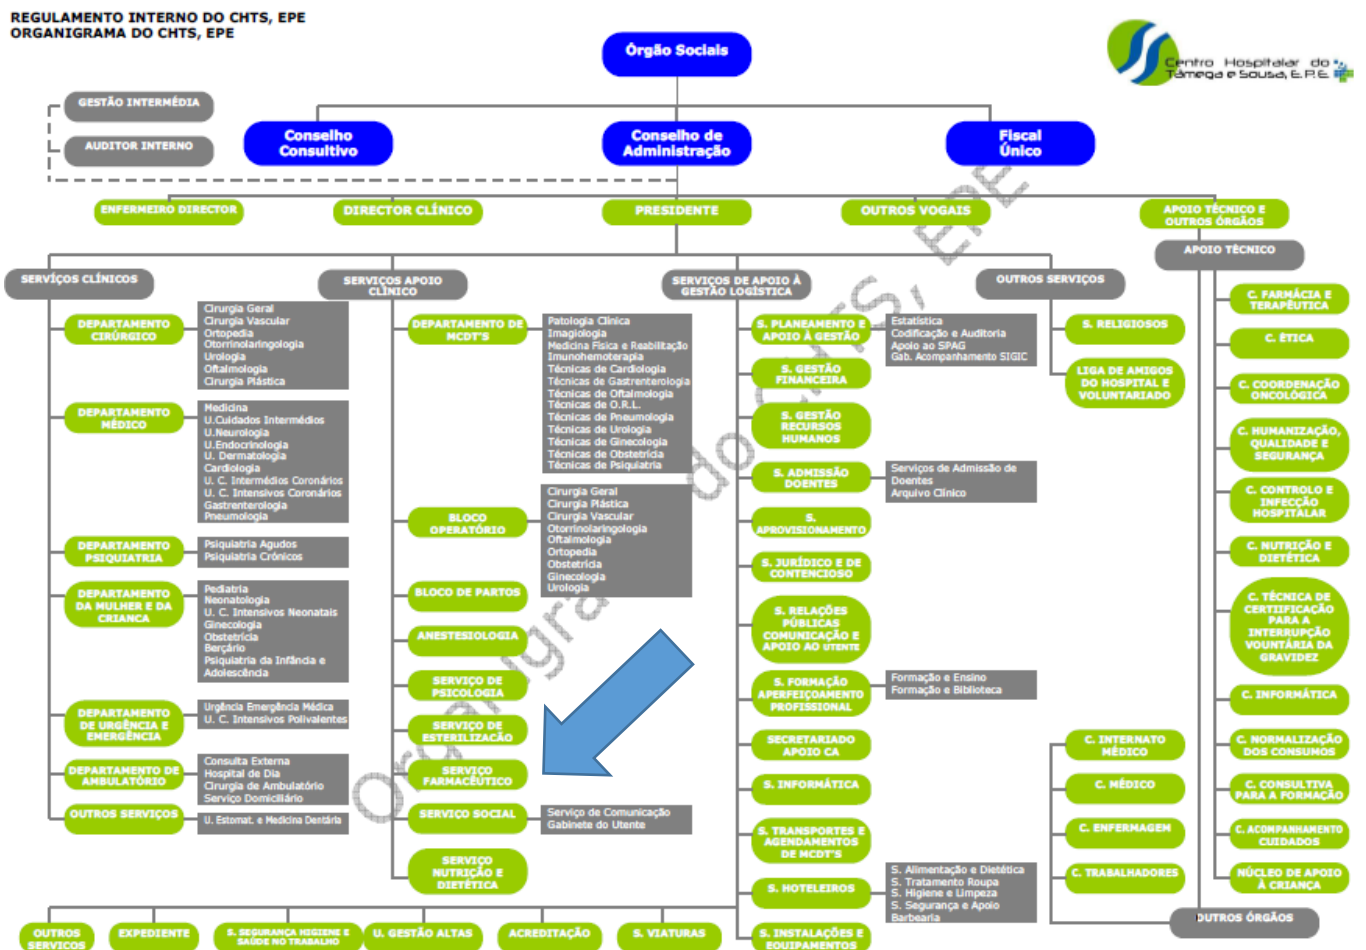 REGULAMENTO INTERNO DO CHTS, EPE
ORGANIGRAMA DO CHTS, EPE
Centro Hospitalar do
Tâmega e Sousa, E.P.E.
Órgão Sociais
GESTÃO INTERMÉDIA
AUDITOR INTERNO
Conselho
Consultivo
Conselho de
Administração
Fiscal
Único
ENFERMEIRO DIRECTOR
DIRECTOR CLÍNICO
PRESIDENTE
OUTROS VOGAIS
APOIO TÉCNICO E
OUTROS ÓRGÃOS
SERVIÇOS CLÍNICOS
DEPARTAMENTO
CIRÚRGICO
Cirurgia Geral
Cirurgia Vascular
Ortopedia
Otorrinolaringologia
Urologia
Oftalmologia
Cirurgia Plástica
DEPARTAMENTO
MÉDICO
Medicina
U.Cuidados Intermédios
U.Neurologia
U.Endocrinologia
U. Dermatologia
Cardiologia
U. C. Intermédios Coronários
U. C. Intensivos Coronários
Gastrenterologia
Pneumologia
DEPARTAMENTO
PSIQUIATRIA
Psiquiatria Agudos
Psiquiatria Crónicos
DEPARTAMENTO
DA MULHER E DA
CRIANCA
Pediatria
Neonatologia
U. C. Intensivos Neonatais
Ginecologia
Obstetrícia
Berçário
Psiquiatria da Infância e
Adolescência
DEPARTAMENTO
DE URGÊNCIA E
EMERGÊNCIA
Urgência Emergência Médica
U. C. Intensivos Polivalentes
DEPARTAMENTO DE
AMBULATÓRIO
Consulta Externa
Hospital de Dia
Cirurgia de Ambulatório
Serviço Domiciliário
OUTROS SERVIÇOS
U. Estomat. e Medicina Dentária
SERVIÇOS APOIO
CLÍNICO
DEPARTAMENTO DE
MCDT'S
Patologia Clínica
Imagiologia
Medicina Física e Reabilitação
Imunohemoterapia
Técnicas de Cardiologia
Técnicas de Gastrenterologia
Técnicas de Oftalmologia
Técnicas de O.R.L.
Técnicas de Pneumologia
Técnicas de Urologia
Técnicas de Ginecologia
Técnicas de Obstetrícia
Técnicas de Psiquiatria
BLOCO
OPERATÓRIO
Cirurgia Geral
Cirurgia Plástica
Cirurgia Vascular
Otorrinolaringologia
Oftalmologia
Ortopedia
Obstetrícia
Ginecologia
Urologia
BLOCO DE PARTOS
ANESTESIOLOGIA
SERVIÇO DE
PSICOLOGIA
SERVIÇO DE
ESTERILIZACÃO
SERVIÇO
FARMACÊUTICO
SERVIÇO SOCIAL
Serviço de Comunicação
Gabinete do Utente
SERVIÇO
NUTRIÇÃO E
DIETÉTICA
SERVIÇOS DE APOIO À
GESTÃO LOGÍSTICA
S. PLANEAMENTO E
APOIO À GESTÃO
Estatística
Codificação e Auditoria
Apoio ao SPAG
Gab. Acompanhamento SIGIC
S. GESTÃO
FINANCEIRA
S. GESTÃO
RECURSOS
HUMANOS
S. ADMISSÃO
DOENTES
Serviços de Admissão de
Doentes
Arquivo Clínico
S.
APROVISIONAMENTO
S. JURÍDICO E DE
CONTENCIOSO
S. RELAÇÕES
PÚBLICAS
COMUNICAÇÃO E
APOIO AO UTENTE
S. FORMAÇÃO
APERFEIÇOAMENTO
PROFISSIONAL
Formação e Ensino
Formação e Biblioteca
SECRETARIADO
APOIO CA
S. INFORMÁTICA
S. TRANSPORTES E
AGENDAMENTOS
DE MCDT'S
S. HOTELEIROS
S. Alimentação e Dietética
S. Tratamento Roupa
S. Higiene e Limpeza
S. Segurança e Apoio
Barbearia
S. INSTALAÇÕES E
EQUIPAMENTOS
OUTROS SERVIÇOS
S. RELIGIOSOS
LIGA DE AMIGOS
DO HOSPITAL E
VOLUNTARIADO
APOIO TÉCNICO
C. FARMÁCIA E
TERAPÊUTICA
C. ÉTICA
C. COORDENAÇÃO
ONCOLÓGICA
C. HUMANIZAÇÃO,
QUALIDADE E
SEGURANÇA
C. CONTROLO E
INFECÇÃO
HOSPITALAR
C. NUTRIÇÃO E
DIETÉTICA
C. TÉCNICA DE
CERTIIFICAÇÃO
PARA A
INTERRUPÇÃO
VOUNTÁRIA DA
GRAVIDEZ
C. INFORMÁTICA
C. NORMALIZAÇÃO
DOS CONSUMOS
C. CONSULTIVA
PARA A FORMAÇÃO
C. ACOMPANHAMENTO
CUIDADOS
NÚCLEO DE APOIO
À CRIANÇA
C. INTERNATO
MÉDICO
C. MÉDICO
C. ENFERMAGEM
C. TRABALHADORES
OUTROS ÓRGÃOS
OUTROS
SERVICOS
EXPEDIENTE
S. SEGURANÇA HIGIENE E
SAÚDE NO TRABALHO
U. GESTÃO ALTAS
ACREDITAÇÃO
S. VIATURAS
do CHTS, EPE